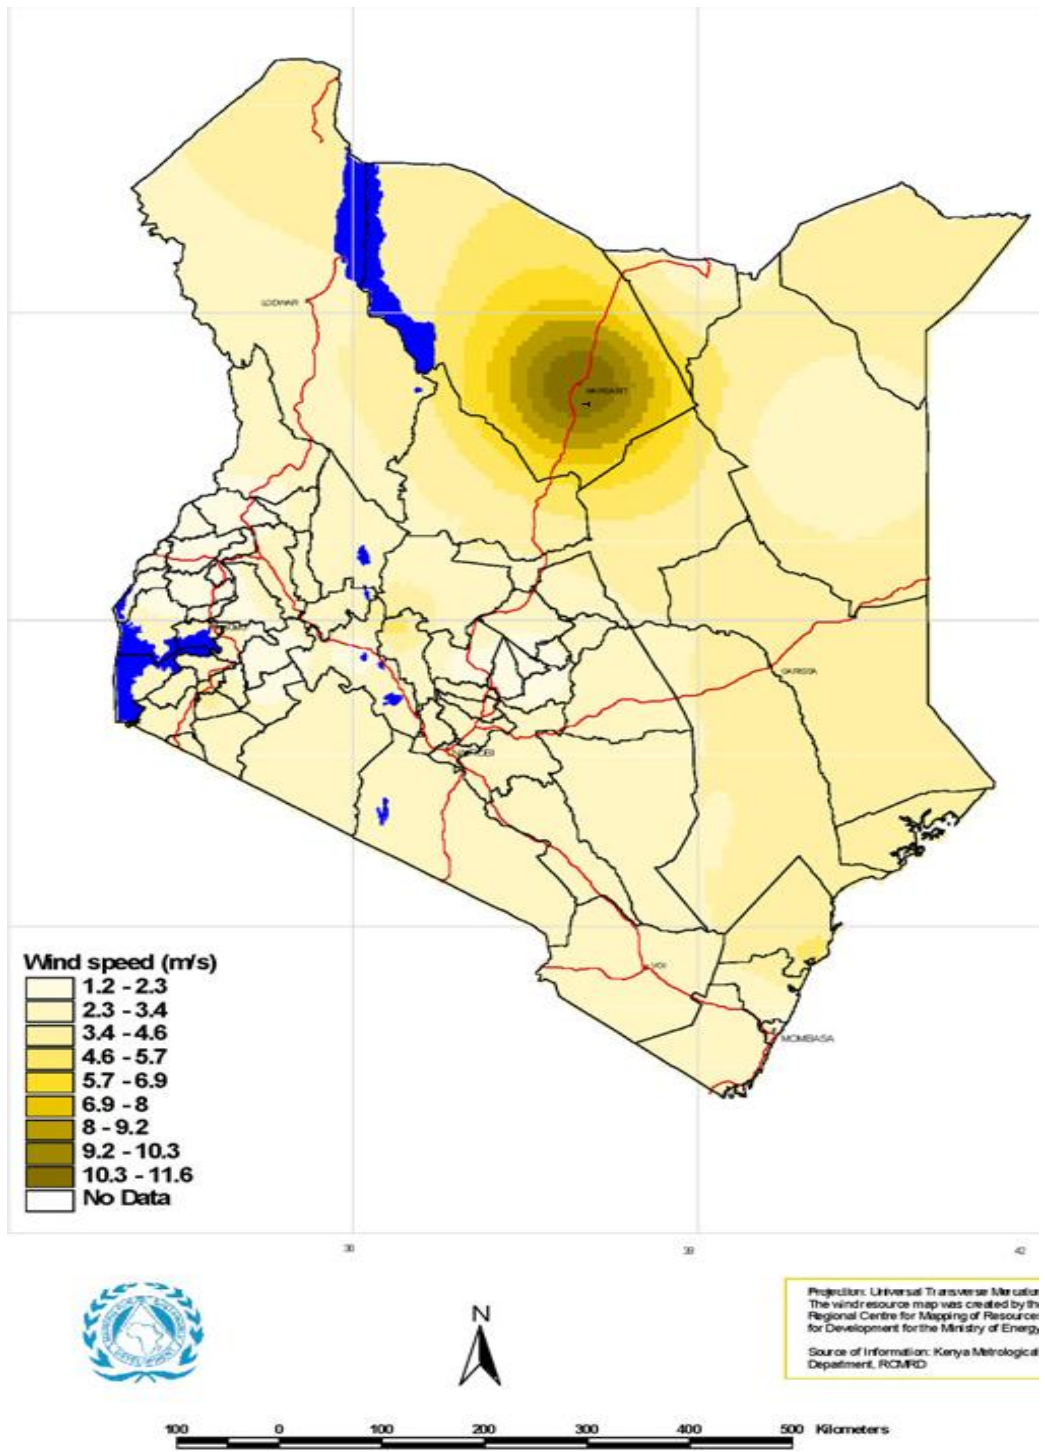 LODWAR
MARSABIT
GARISSA
VOI
MOMBASA
Wind speed (m/s)
1.2 - 2.3
2.3 - 3.4
3.4 - 4.6
4.6 - 5.7
5.7 - 6.9
6.9 - 8
8 - 9.2
9.2 - 10.3
10.3 - 11.6
No Data
38
42
N
Projection: Universal Transverse Mercator
The wind resource map was created by the
Regional Centre for Mapping of Resources
for Development for the Ministry of Energy
Source of Information: Kenya Metrological
Department, RCMRD
100 0 100 200 300 400 500 Kilometers